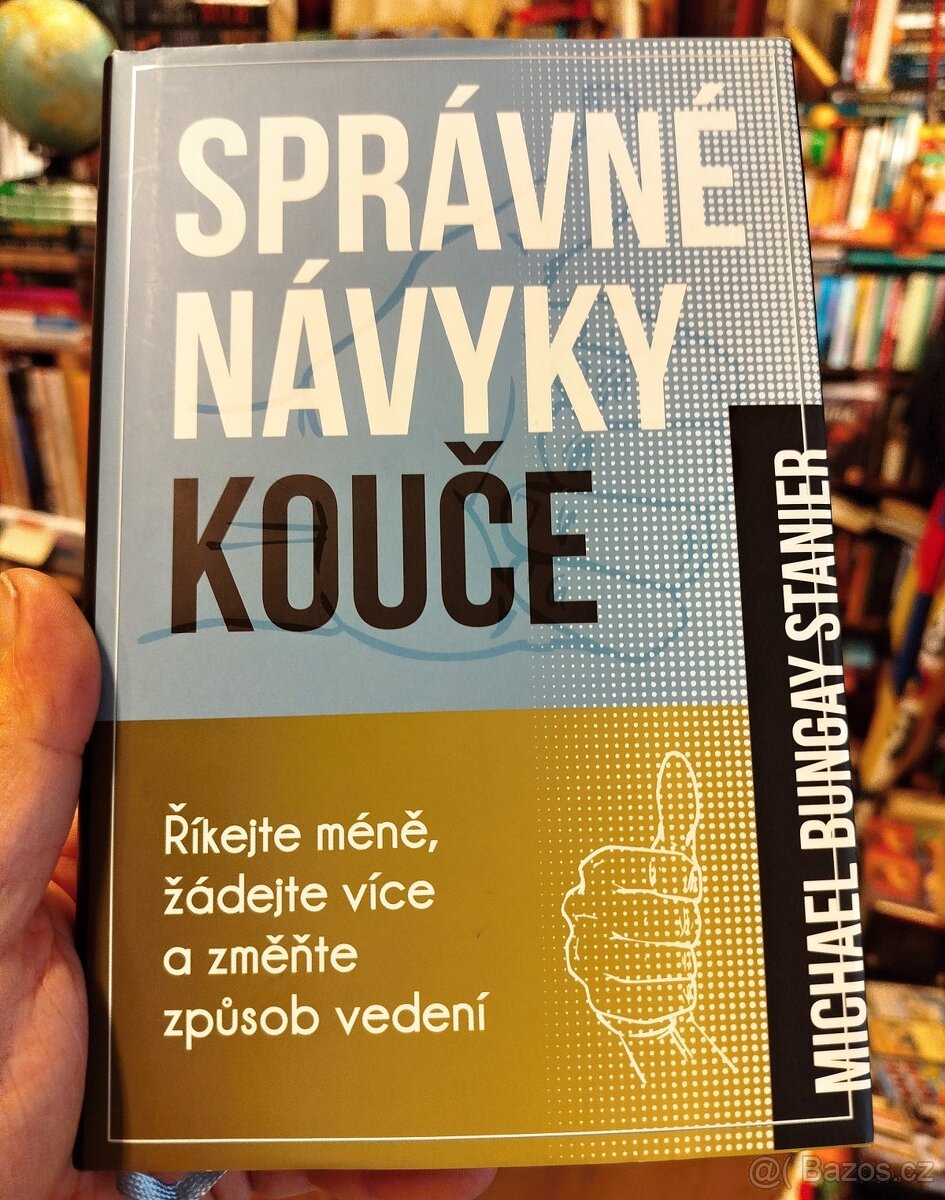 SPRÁVNÉ
NÁVYKY
KOUČE
Říkejte méně,
žádejte více
a změňte
způsob vedení
MICHAEL BUNGAY STANIER
@( Bazos.cz